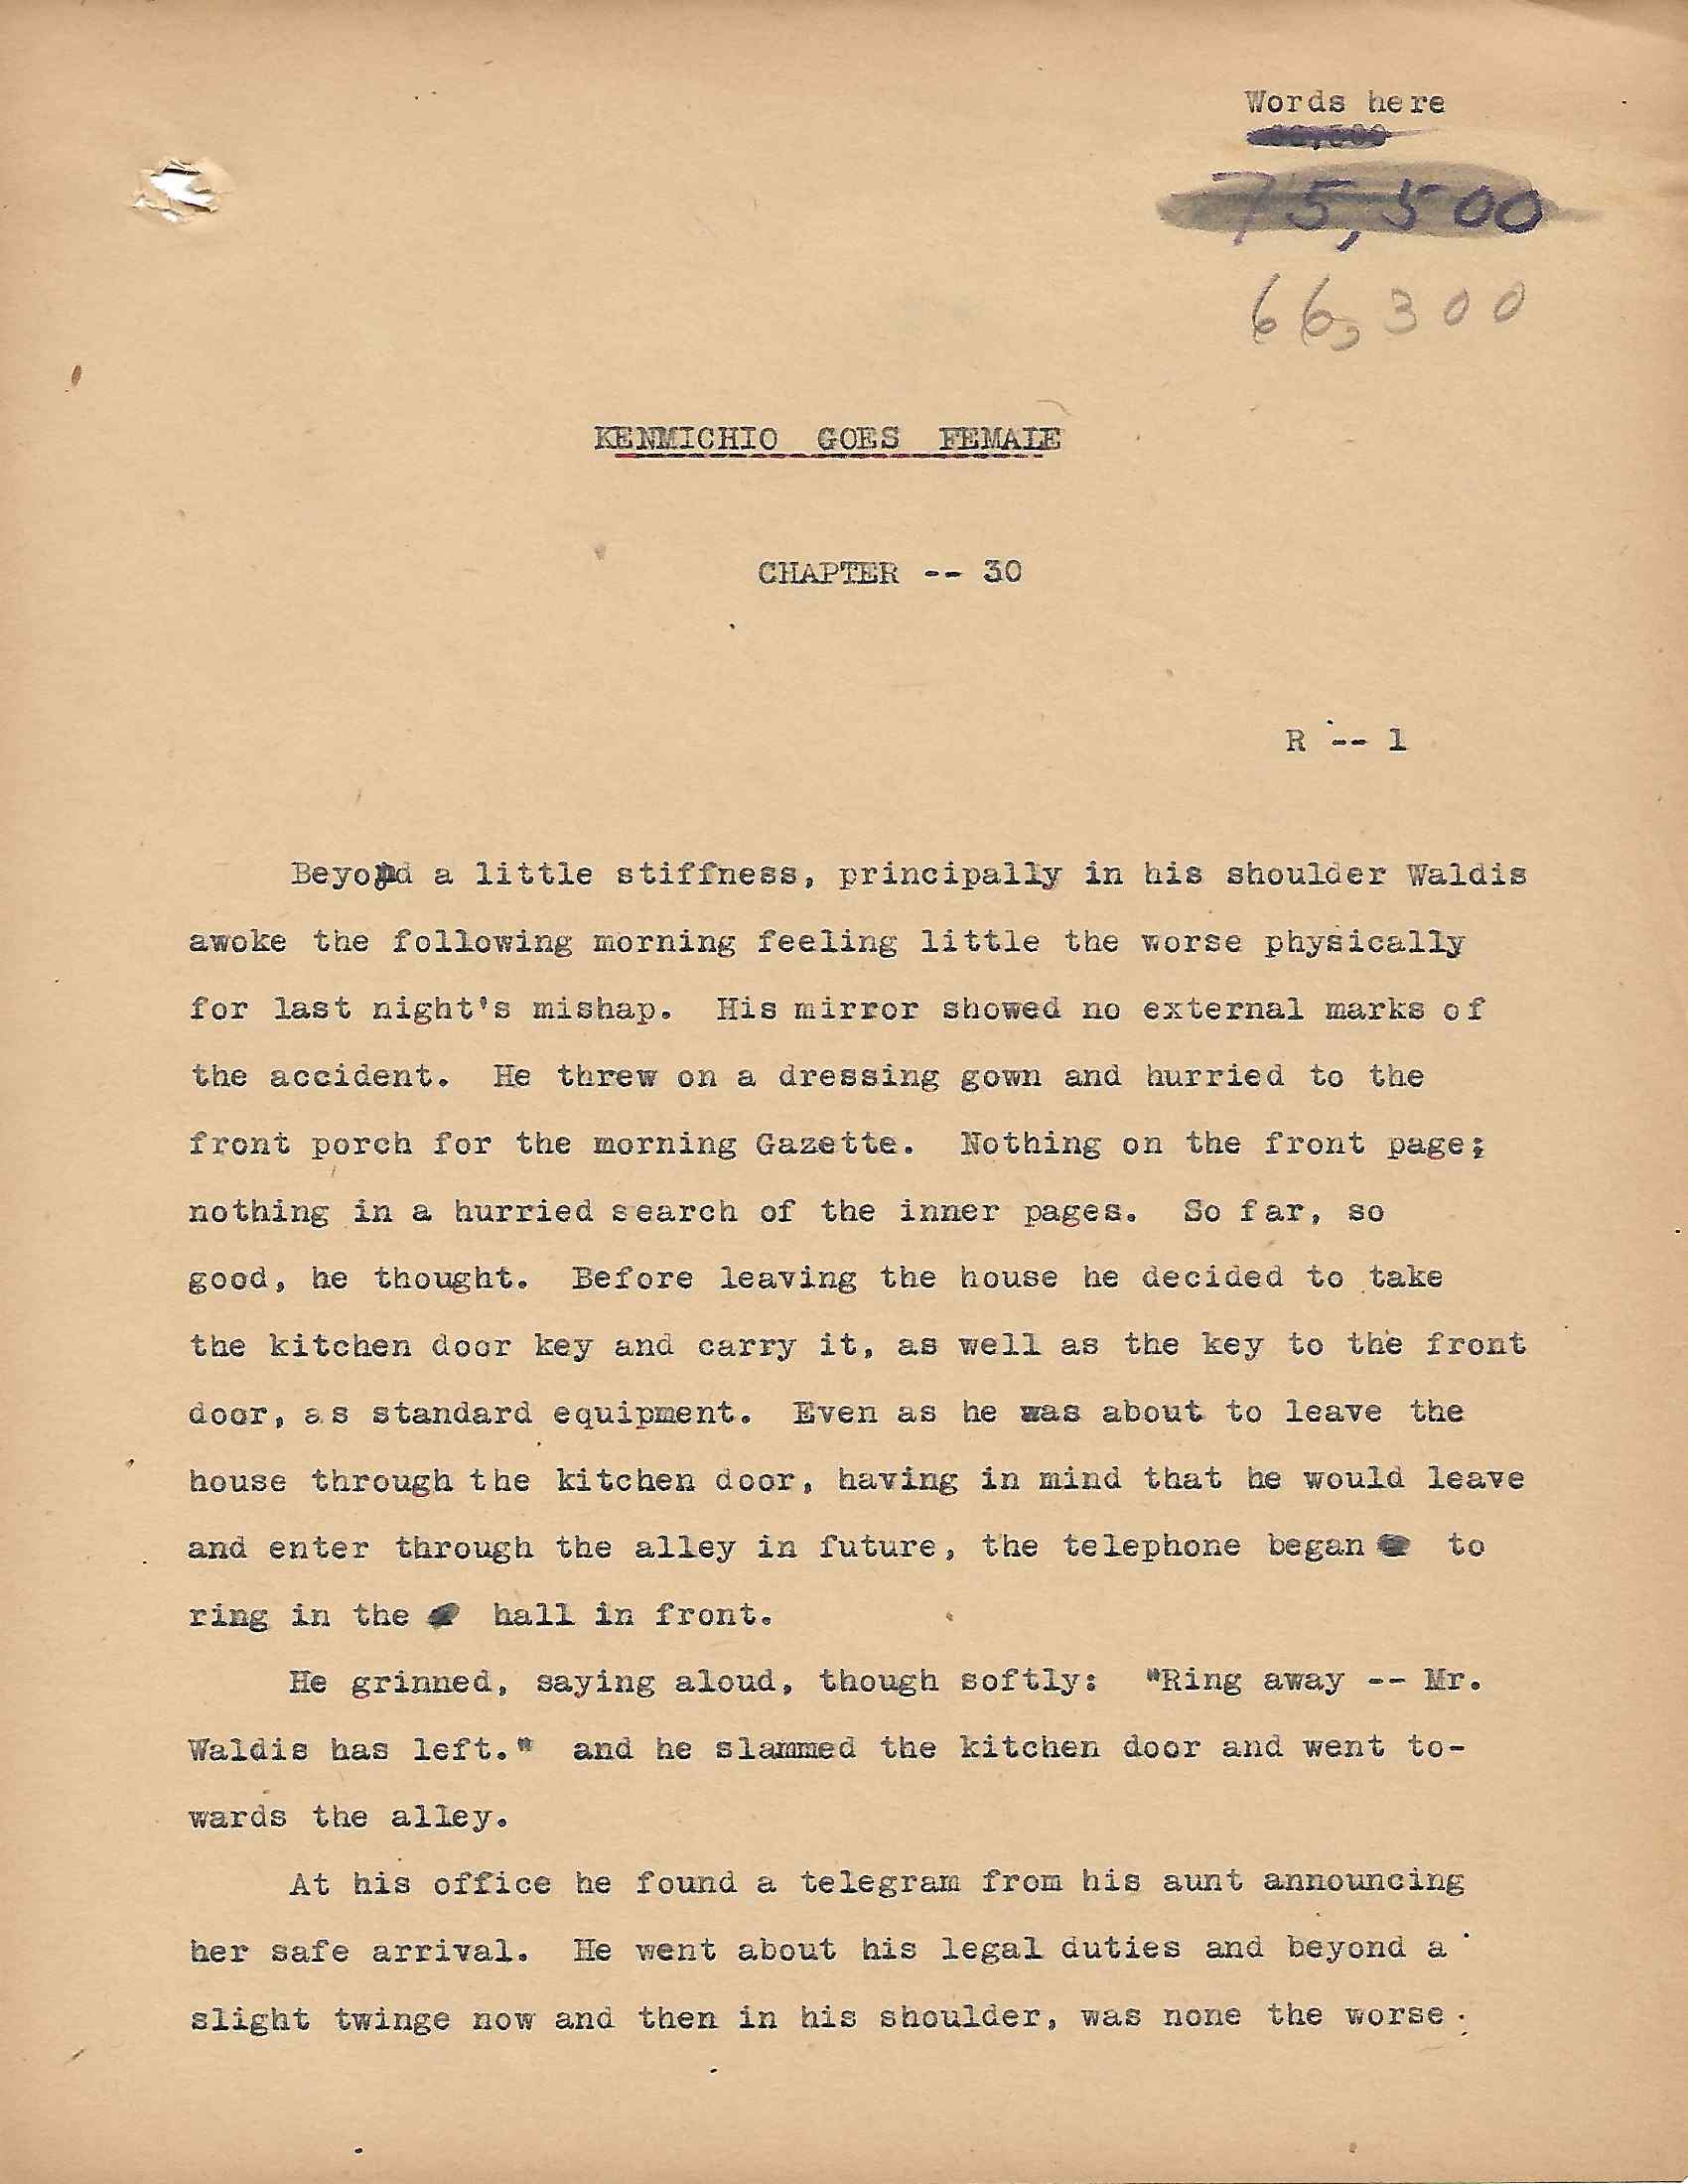 Words here
75,500
66,300
KENMICHIO GOES FEMALE
CHAPTER -- 30
R -- 1
Beyond a little stiffness, principally in his shoulder Waldis
awoke the following morning feeling little the worse physically
for last night's mishap. His mirror showed no external marks of
the accident. He threw on a dressing gown and hurried to the
front porch for the morning Gazette. Nothing on the front page;
nothing in a hurried search of the inner pages. So far, so
good, he thought. Before leaving the house he decided to take
the kitchen door key and carry it, as well as the key to the front
door, as standard equipment. Even as he was about to leave the
house through the kitchen door, having in mind that he would leave
and enter through the alley in future, the telephone began to
ring in the hall in front.
He grinned, saying aloud, though softly: "Ring away -- Mr.
Waldis has left." and he slammed the kitchen door and went to-
wards the alley.
At his office he found a telegram from his aunt announcing
her safe arrival. He went about his legal duties and beyond a
slight twinge now and then in his shoulder, was none the worse